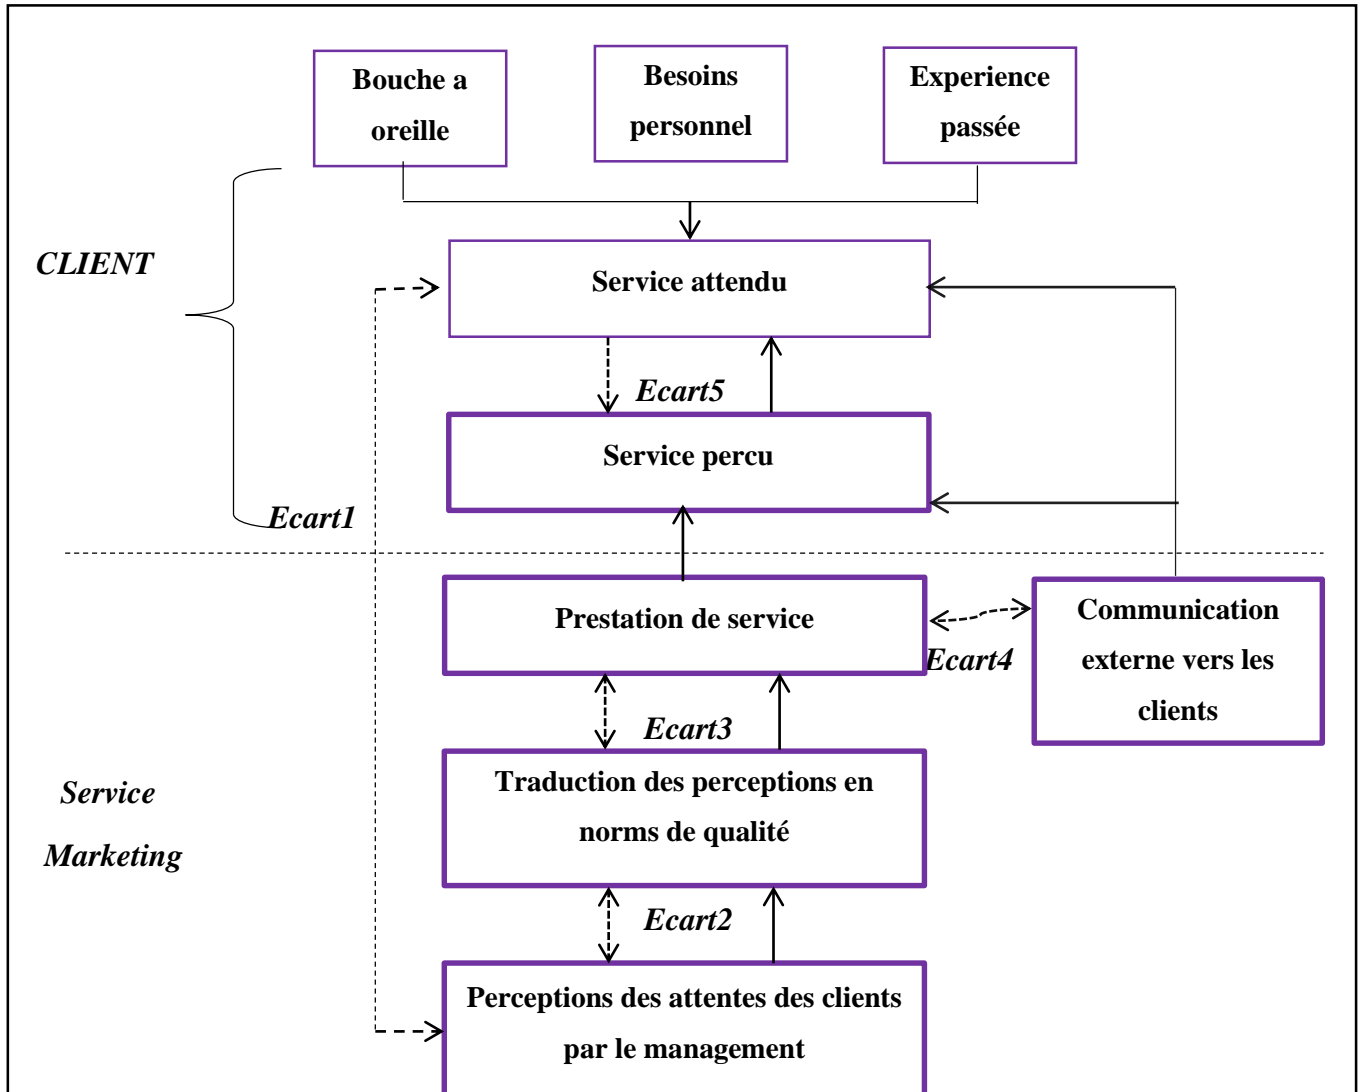 Bouche a
oreille
Besoins
personnel
Experience
passée
CLIENT
Service attendu
Ecart5
Service percu
Ecart1
Prestation de service
Communication
externe vers les
clients
Ecart4
Ecart3
Traduction des perceptions en
norms de qualité
Service
Marketing
Ecart2
Perceptions des attentes des clients
par le management